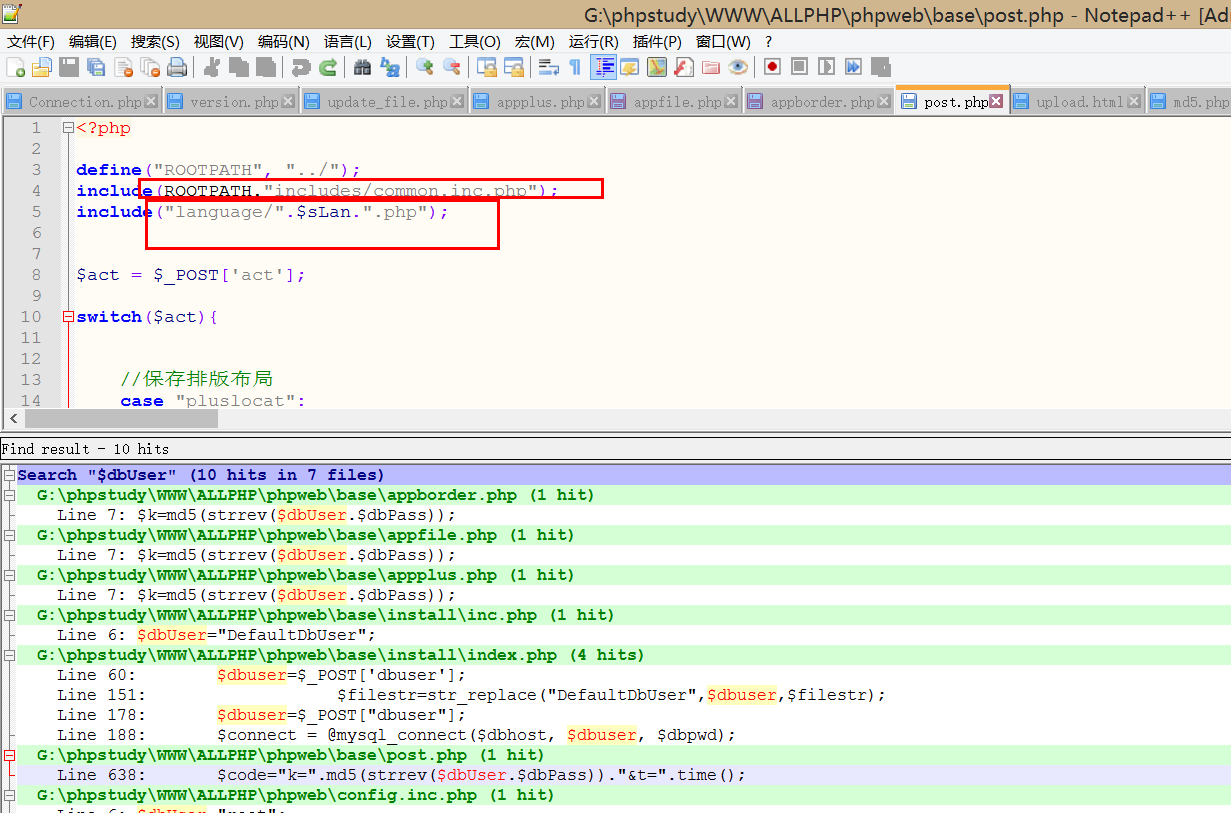 G:\phpstudy\WWW\ALLPHP\phpweb\base\post.php - Notepad++ [Ad
文件(F) 编辑(E) 搜索(S) 视图(V) 编码(N) 语言(L) 设置(T) 工具(O) 宏(M) 运行(R) 插件(P) 窗口(W) ?
Connection.php version.php update_file.php appplus.php appfile.php appborder.php post.php upload.html md5.php
1 <?php
2
3 define("ROOTPATH", "../");
4 include(ROOTPATH."includes/common.inc.php");
5 include("language/".$sLan.".php");
6
7
8 $act = $_POST['act'];
9
10 switch($act){
11
12
13 //保存排版布局
14 case "pluslocat":
Find result - 10 hits
Search "$dbUser" (10 hits in 7 files)
G:\phpstudy\WWW\ALLPHP\phpweb\base\appborder.php (1 hit)
Line 7: $k=md5(strrev($dbUser.$dbPass));
G:\phpstudy\WWW\ALLPHP\phpweb\base\appfile.php (1 hit)
Line 7: $k=md5(strrev($dbUser.$dbPass));
G:\phpstudy\WWW\ALLPHP\phpweb\base\appplus.php (1 hit)
Line 7: $k=md5(strrev($dbUser.$dbPass));
G:\phpstudy\WWW\ALLPHP\phpweb\base\install\inc.php (1 hit)
Line 6: $dbUser="DefaultDbUser";
G:\phpstudy\WWW\ALLPHP\phpweb\base\install\index.php (4 hits)
Line 60: $dbuser=$_POST['dbuser'];
Line 151: $filestr=str_replace("DefaultDbUser",$dbuser,$filestr);
Line 178: $dbuser=$_POST["dbuser"];
Line 188: $connect = @mysql_connect($dbhost, $dbuser, $dbpwd);
G:\phpstudy\WWW\ALLPHP\phpweb\base\post.php (1 hit)
Line 638: $code="k=".md5(strrev($dbUser.$dbPass))."&t=".time();
G:\phpstudy\WWW\ALLPHP\phpweb\config.inc.php (1 hit)